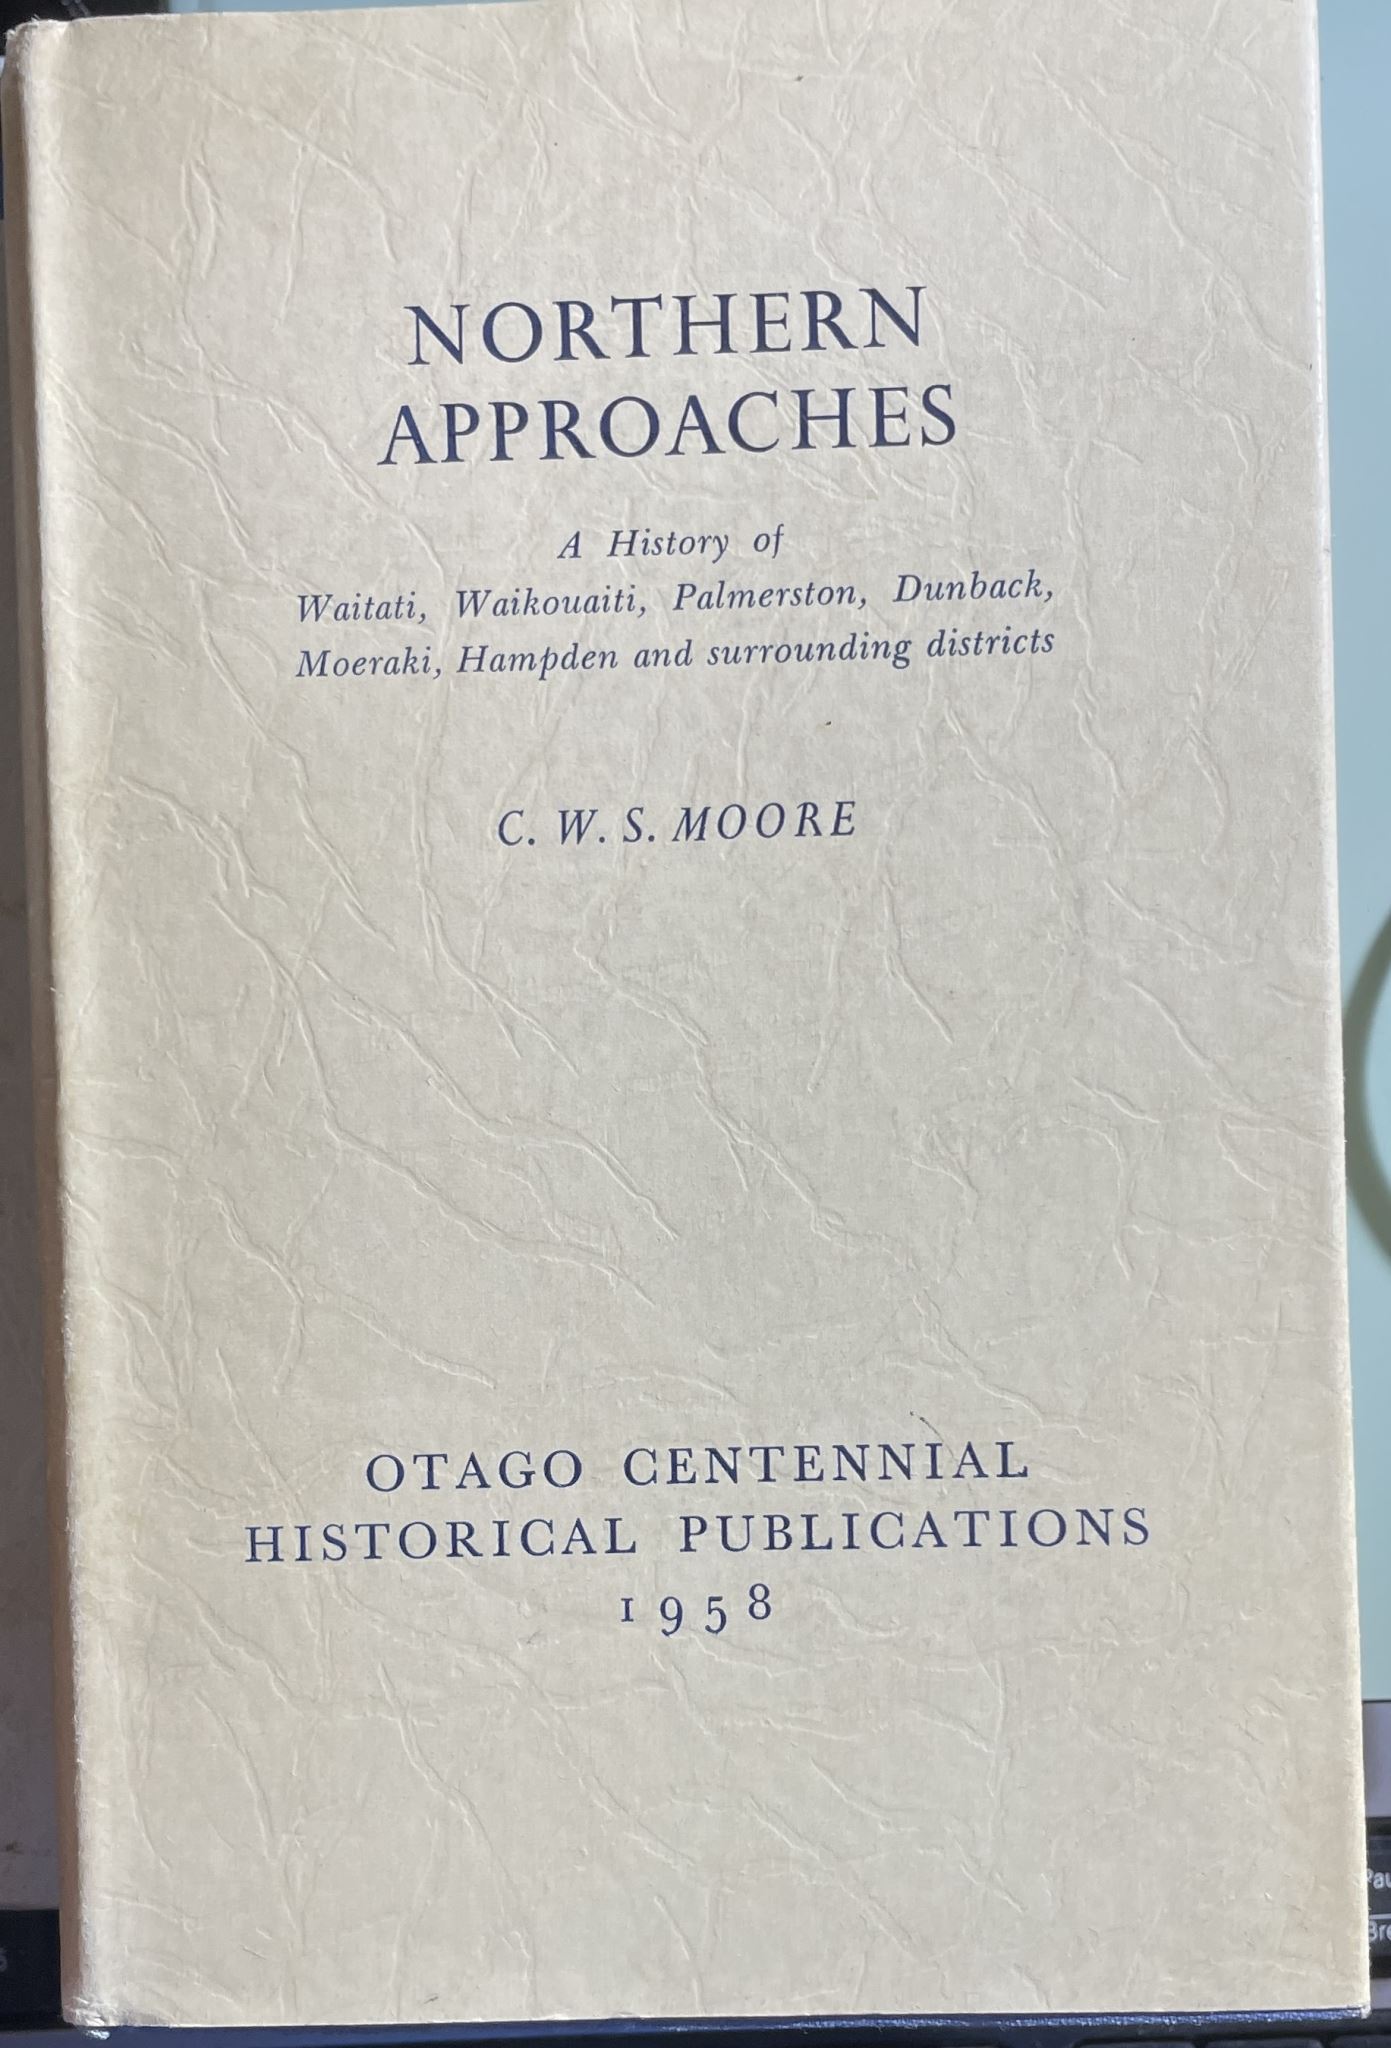 NORTHERN
APPROACHES
A History of
Waitati, Waikouaiti, Palmerston, Dunback,
Moeraki, Hampden and surrounding districts
C. W. S. MOORE
OTAGO CENTENNIAL
HISTORICAL PUBLICATIONS
1958